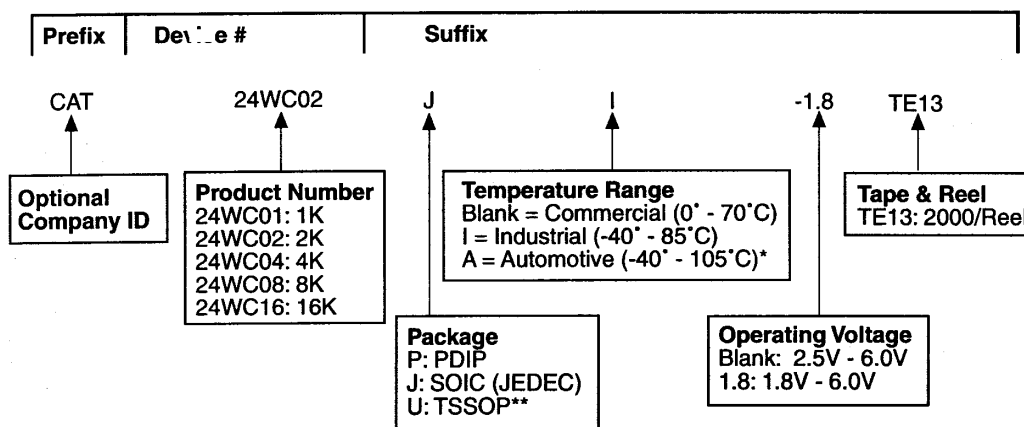 Prefix
Suffix
CAT 24WC02 J I -1.8 TE13
Optional
Company ID
Product Number
24WC01: 1K
24WC02: 2K
24WC04: 4K
24WC08: 8K
24WC16: 16K
Temperature Range
Blank = Commercial (0˚ - 70˚C)
I = Industrial (-40˚ - 85˚C)
A = Automotive (-40˚ - 105˚C)*
Tape & Reel
TE13: 2000/Reel
Package
P: PDIP
J: SOIC (JEDEC)
U: TSSOP**
Operating Voltage
Blank: 2.5V - 6.0V
1.8: 1.8V - 6.0V